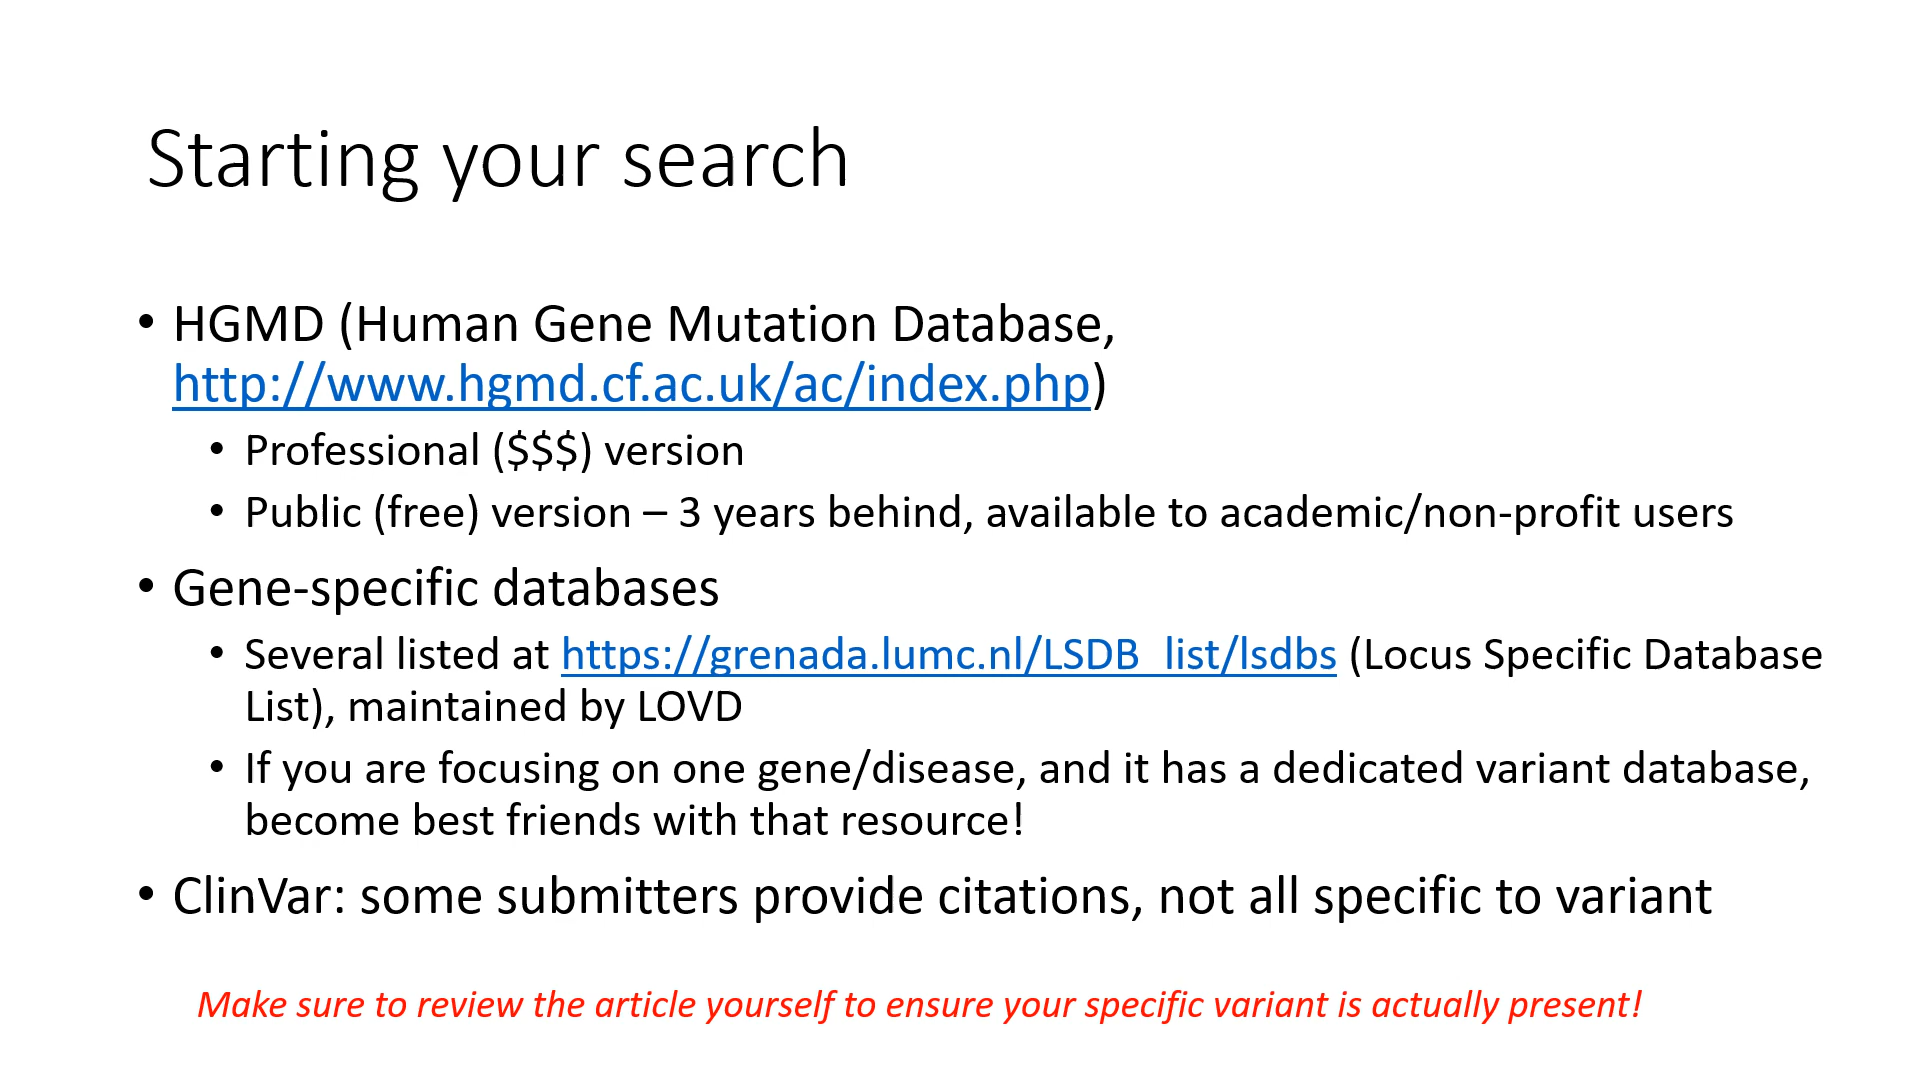 Starting your search
• HGMD (Human Gene Mutation Database,
http://www.hgmd.cf.ac.uk/ac/index.php)
• Professional ($$$) version
• Public (free) version – 3 years behind, available to academic/non-profit users
• Gene-specific databases
• Several listed at https://grenada.lumc.nl/LSDB_list/lsdbs (Locus Specific Database
List), maintained by LOVD
• If you are focusing on one gene/disease, and it has a dedicated variant database,
become best friends with that resource!
• ClinVar: some submitters provide citations, not all specific to variant
Make sure to review the article yourself to ensure your specific variant is actually present!